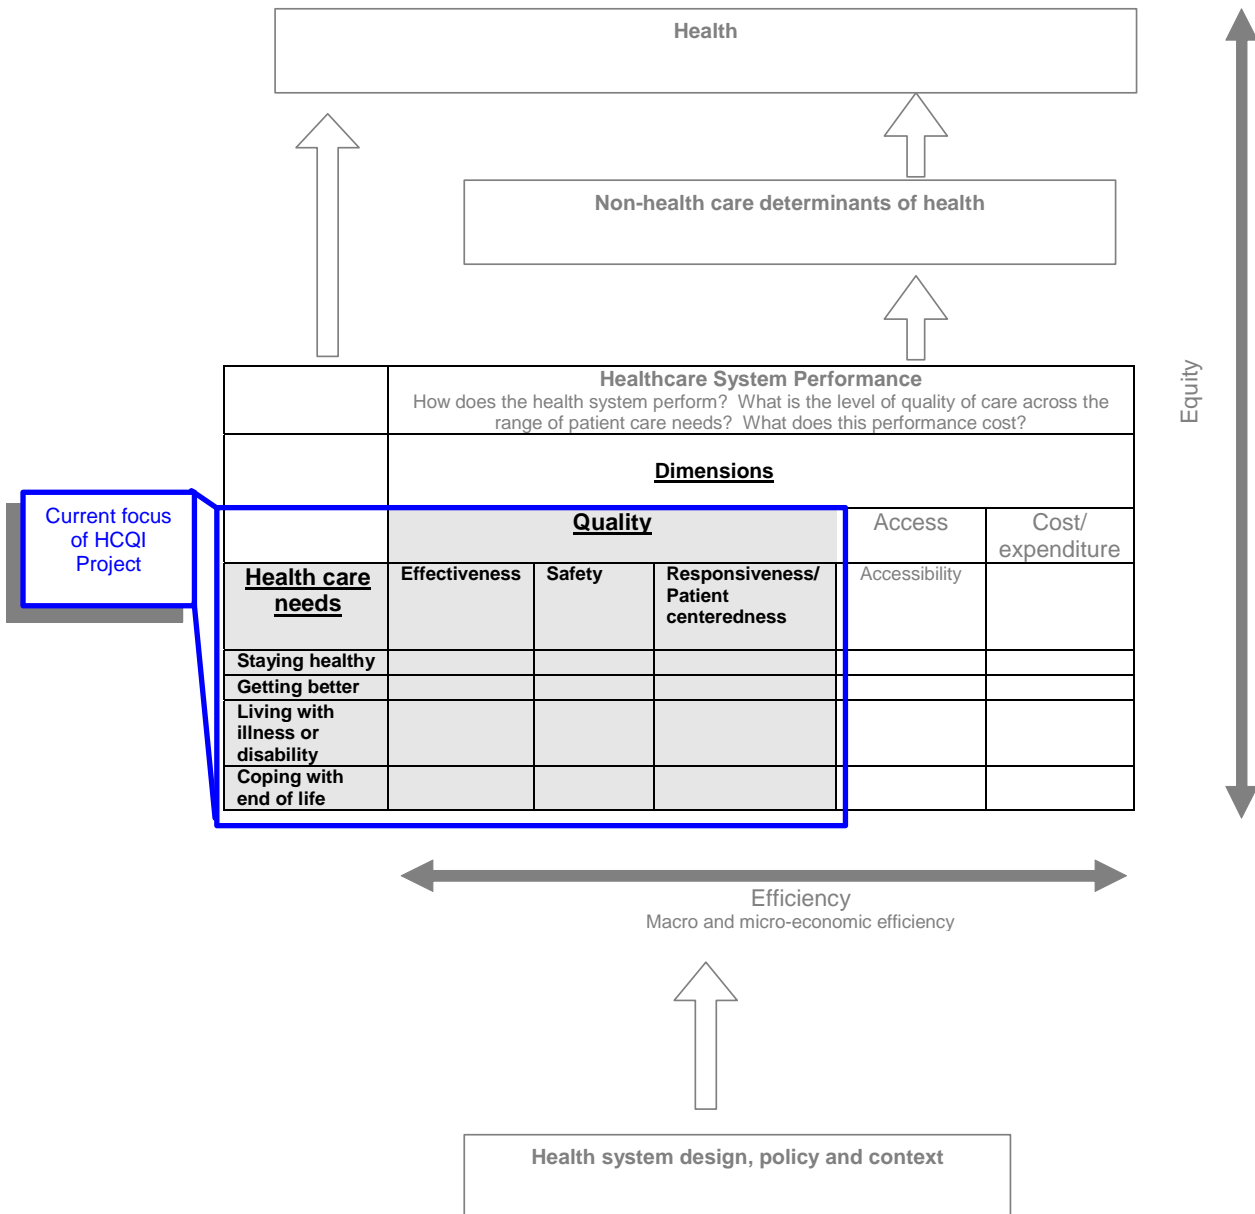 Health
Non-health care determinants of health
Equity
Healthcare System Performance
How does the health system perform?  What is the level of quality of care across the
range of patient care needs?  What does this performance cost?
Dimensions
Current focus
of HCQI
Project
Quality
Access
Cost/
expenditure
Health care
needs
Effectiveness
Safety
Responsiveness/
Patient
centeredness
Accessibility
Staying healthy
Getting better
Living with
illness or
disability
Coping with
end of life
Efficiency
Macro and micro-economic efficiency
Health system design, policy and context